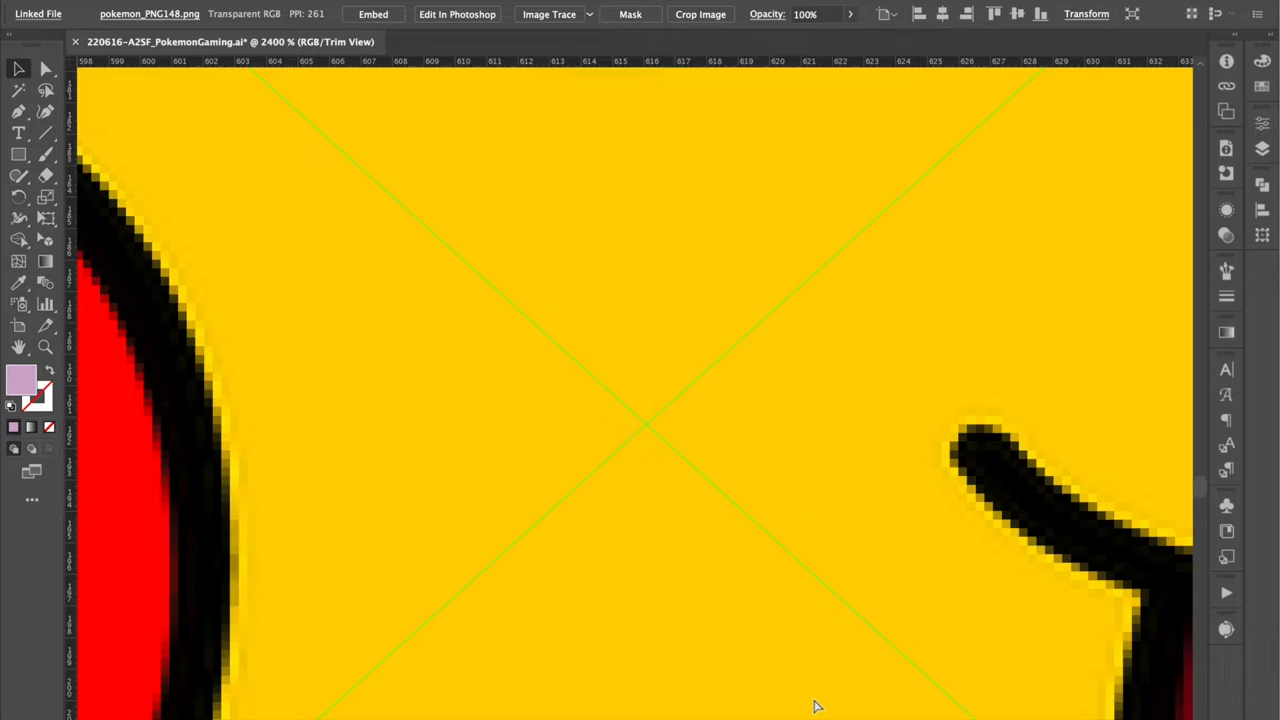 Linked File pokemon_PNG148.png Transparent RGB PPI: 261 Embed Edit In Photoshop Image Trace Mask Crop Image Opacity: 100% Transform
220616-A2SF_PokemonGaming.ai* @ 2400 % (RGB/Trim View)
598 599 600 601 602 603 604 605 606 607 608 609 610 611 612 613 614 615 616 617 618 619 620 621 622 623 624 625 626 627 628 629 630 631 632 633